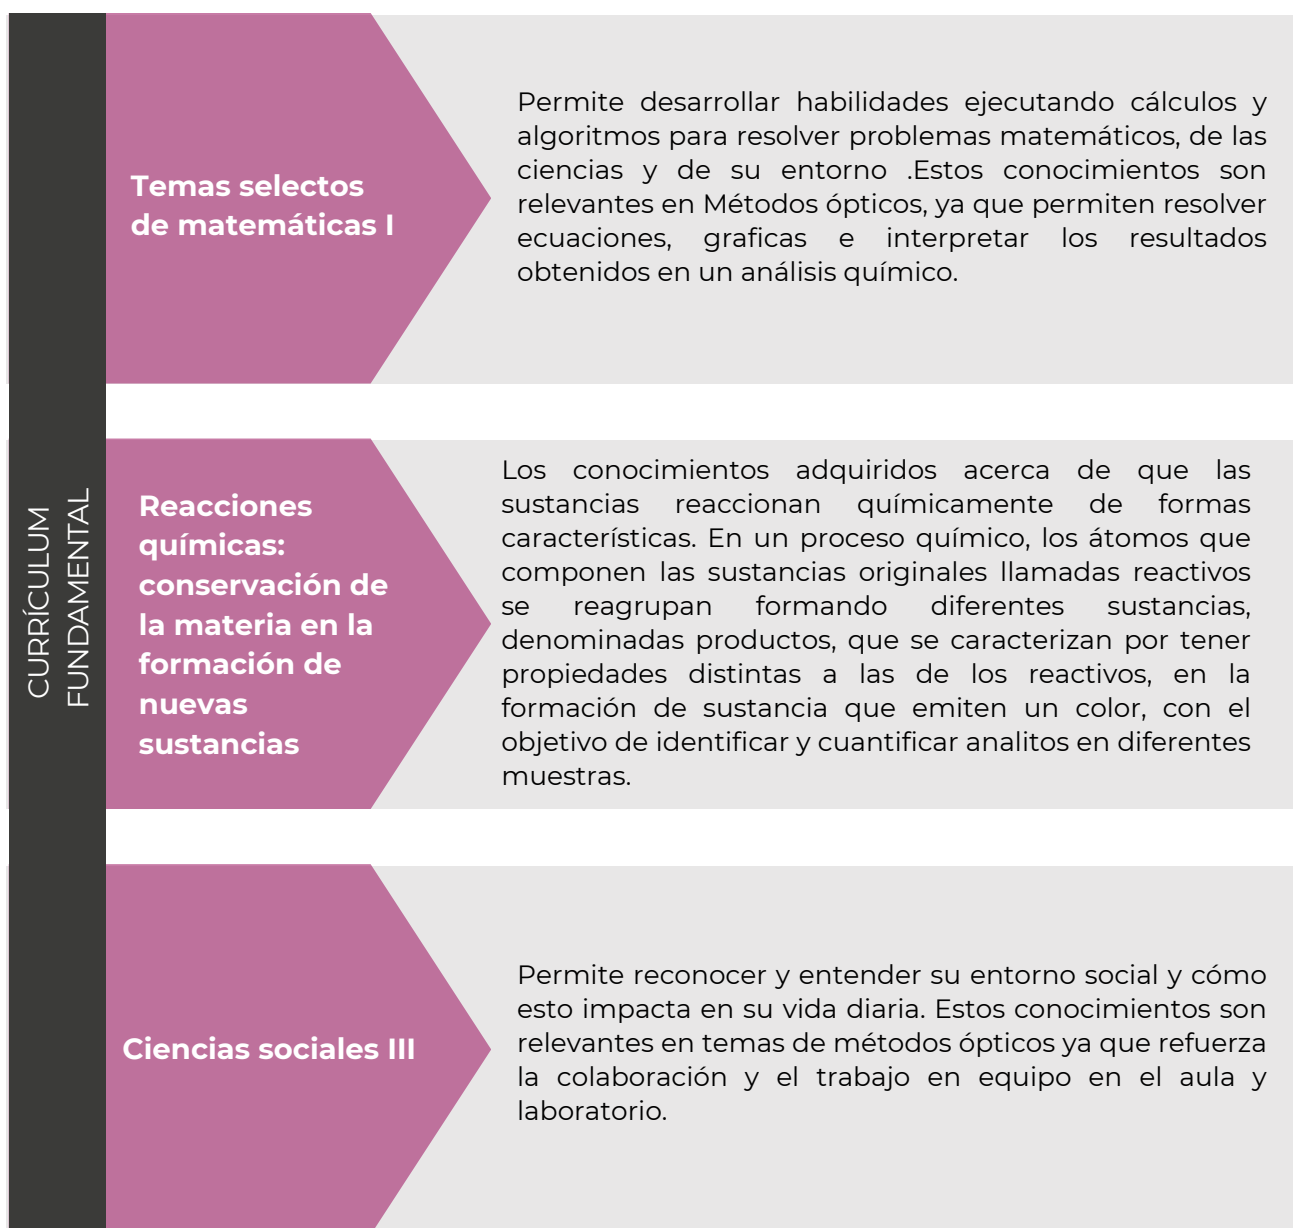 CURRÍCULUM
FUNDAMENTAL
Temas selectos
de matemáticas I
Permite desarrollar habilidades ejecutando cálculos y
algoritmos para resolver problemas matemáticos, de las
ciencias y de su entorno .Estos conocimientos son
relevantes en Métodos ópticos, ya que permiten resolver
ecuaciones, graficas e interpretar los resultados
obtenidos en un análisis químico.
Reacciones
químicas:
conservación de
la materia en la
formación de
nuevas
sustancias
Los conocimientos adquiridos acerca de que las
sustancias reaccionan químicamente de formas
características. En un proceso químico, los átomos que
componen las sustancias originales llamadas reactivos
se reagrupan formando diferentes sustancias,
denominadas productos, que se caracterizan por tener
propiedades distintas a las de los reactivos, en la
formación de sustancia que emiten un color, con el
objetivo de identificar y cuantificar analitos en diferentes
muestras.
Ciencias sociales III
Permite reconocer y entender su entorno social y cómo
esto impacta en su vida diaria. Estos conocimientos son
relevantes en temas de métodos ópticos ya que refuerza
la colaboración y el trabajo en equipo en el aula y
laboratorio.